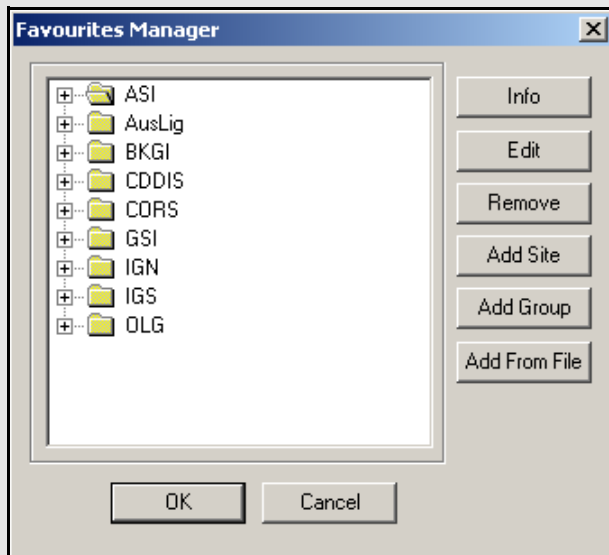 Favourites Manager
ASI
AusLig
BKGI
CDDIS
CORS
GSI
IGN
IGS
OLG
Info
Edit
Remove
Add Site
Add Group
Add From File
OK
Cancel